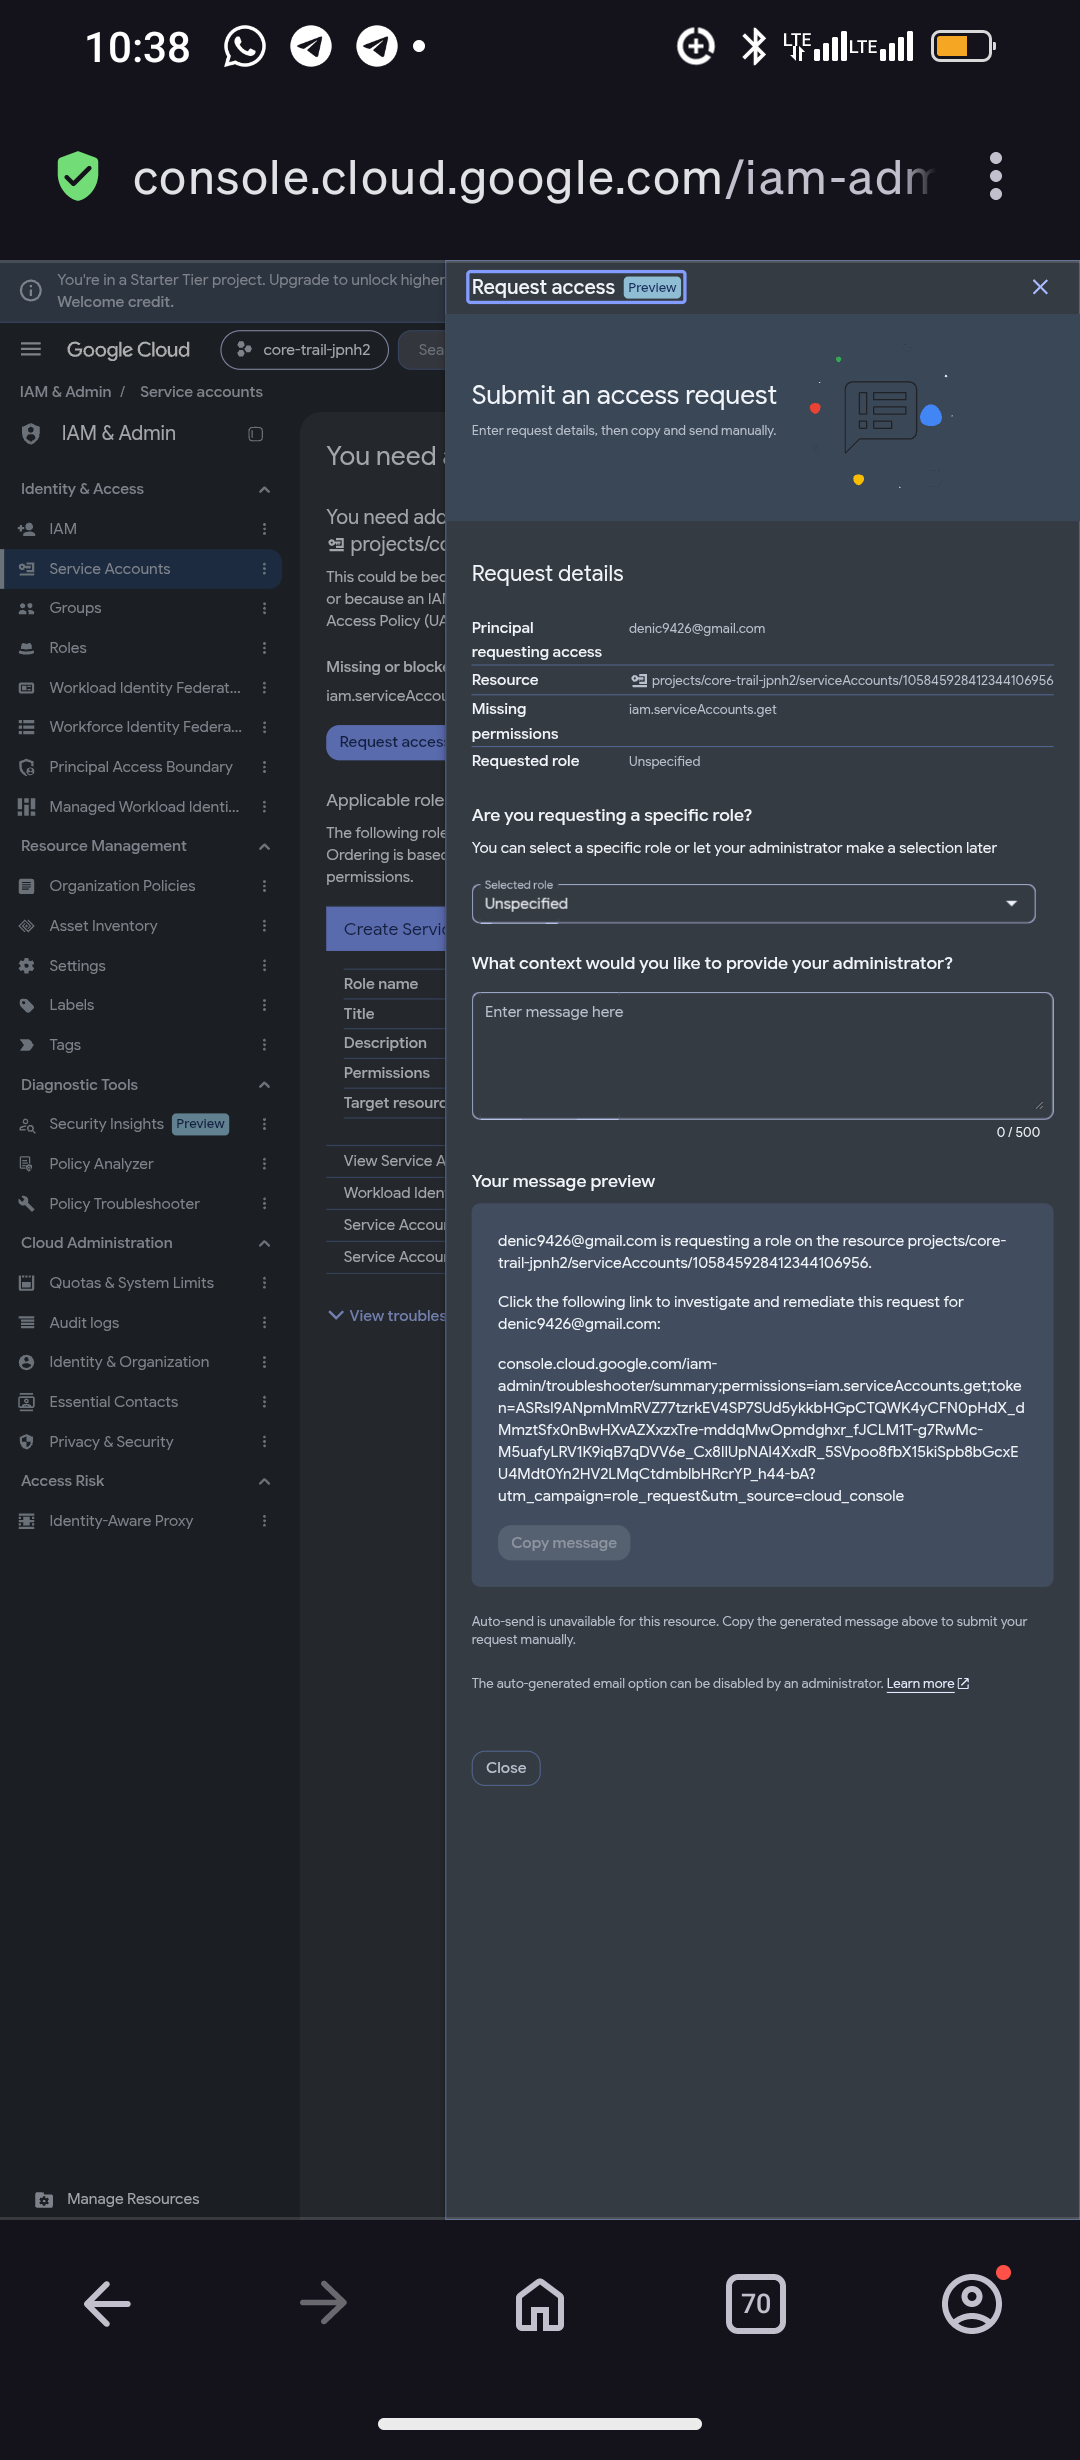 10:38
LTE
LTE
console.cloud.google.com/iam-adm
You're in a Starter Tier project. Upgrade to unlock higher
Welcome credit.
Google Cloud
core-trail-jpnh2
Sea
IAM & Admin / Service accounts
IAM & Admin
Identity & Access
IAM
Service Accounts
Groups
Roles
Workload Identity Federat...
Workforce Identity Federa...
Principal Access Boundary
Managed Workload Identi...
Resource Management
Organization Policies
Asset Inventory
Settings
Labels
Tags
Diagnostic Tools
Security Insights Preview
Policy Analyzer
Policy Troubleshooter
Cloud Administration
Quotas & System Limits
Audit logs
Identity & Organization
Essential Contacts
Privacy & Security
Access Risk
Identity-Aware Proxy
Manage Resources
You need a
You need add
projects/co
This could be bec
or because an IA
Access Policy (UA
Missing or blocke
iam.serviceAccou
Request access
Applicable role
The following role
Ordering is based
permissions.
Create Servic
Role name
Title
Description
Permissions
Target resourc
View Service A
Workload Iden
Service Accoun
Service Accoun
View troubles
Request access Preview
Submit an access request
Enter request details, then copy and send manually.
Request details
Principal requesting access denic9426@gmail.com
Resource projects/core-trail-jpnh2/serviceAccounts/105845928412344106956
Missing permissions iam.serviceAccounts.get
Requested role Unspecified
Are you requesting a specific role?
You can select a specific role or let your administrator make a selection later
Selected role
Unspecified
What context would you like to provide your administrator?
Enter message here
0 / 500
Your message preview
denic9426@gmail.com is requesting a role on the resource projects/core-
trail-jpnh2/serviceAccounts/105845928412344106956.
Click the following link to investigate and remediate this request for
denic9426@gmail.com:
console.cloud.google.com/iam-
admin/troubleshooter/summary;permissions=iam.serviceAccounts.get;toke
n=ASRsI9ANpmMmRVZ77tzrkEV4SP7SUd5ykkbHGpCTQWK4yCFN0pHdX_d
MmztSfx0nBwHXvAZXxzxTre-mddqMwOpmdghxr_fJCLM1T-g7RwMc-
M5uafyLRV1K9iqB7qDVV6e_Cx8IlUpNAl4XxdR_5SVpoo8fbX15kiSpb8bGcxE
U4Mdt0Yn2HV2LMqCtdmblbHRcrYP_h44-bA?
utm_campaign=role_request&utm_source=cloud_console
Copy message
Auto-send is unavailable for this resource. Copy the generated message above to submit your
request manually.
The auto-generated email option can be disabled by an administrator. Learn more
Close
70